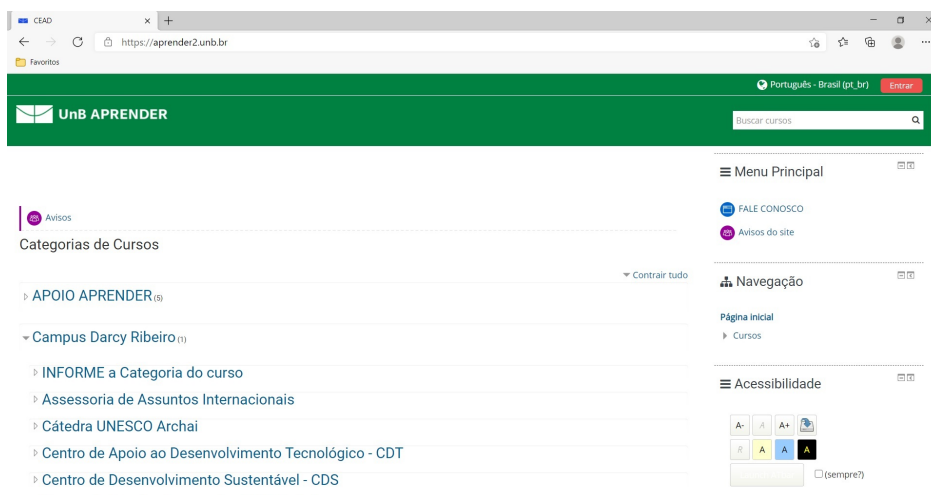 CEAD
https://aprender2.unb.br
Favoritos
Português - Brasil (pt_br)
Entrar
UnB APRENDER
Buscar cursos
Menu Principal
FALE CONOSCO
Avisos do site
Avisos
Categorias de Cursos
Contrair tudo
APOIO APRENDER (5)
Campus Darcy Ribeiro (1)
INFORME a Categoria do curso
Assessoria de Assuntos Internacionais
Cátedra UNESCO Archai
Centro de Apoio ao Desenvolvimento Tecnológico - CDT
Centro de Desenvolvimento Sustentável - CDS
Navegação
Página inicial
Cursos
Acessibilidade
A- A A+
R A A A
(sempre?)